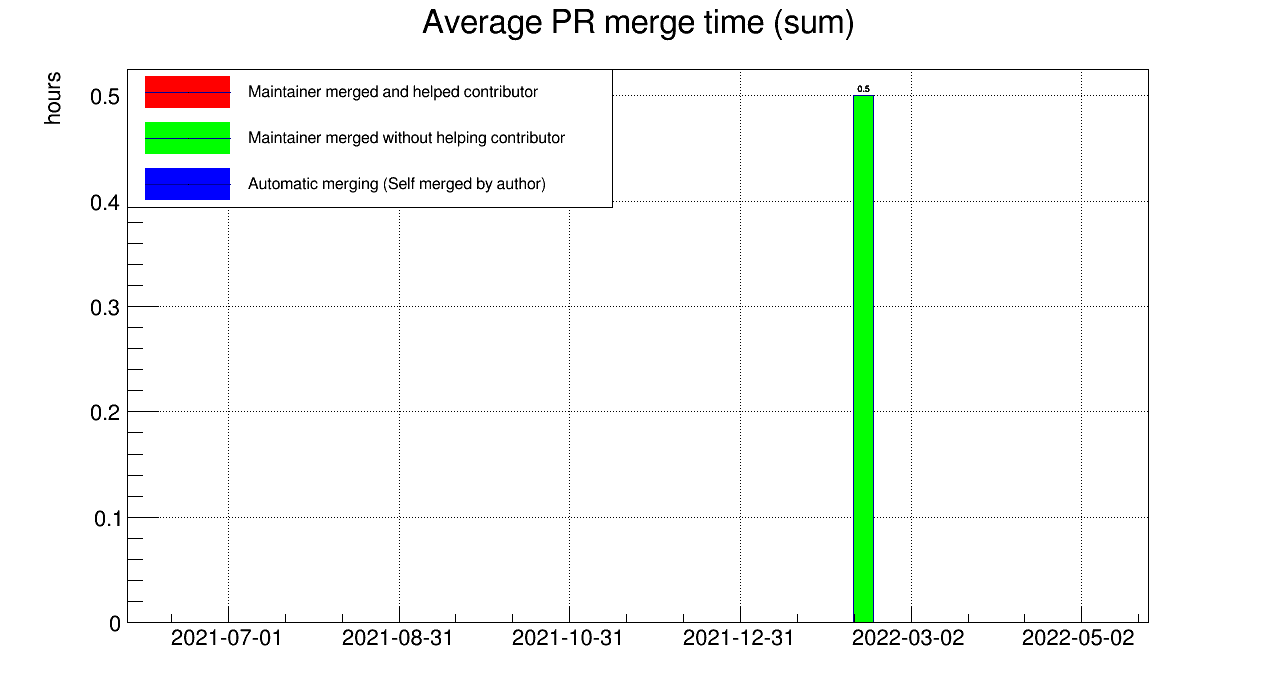 Average PR merge time (sum)
hours
Maintainer merged and helped contributor
Maintainer merged without helping contributor
Automatic merging (Self merged by author)
0.5
0.5
0.4
0.3
0.2
0.1
0
2021-07-01 2021-08-31 2021-10-31 2021-12-31 2022-03-02 2022-05-02